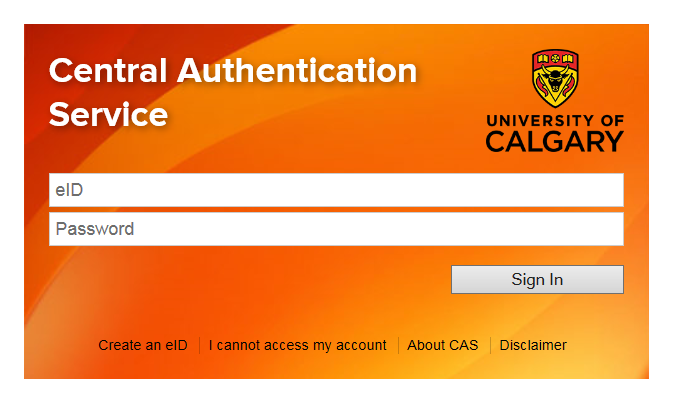 Central Authentication
Service
UNIVERSITY OF
CALGARY
eID
Password
Sign In
Create an eID
I cannot access my account
About CAS
Disclaimer